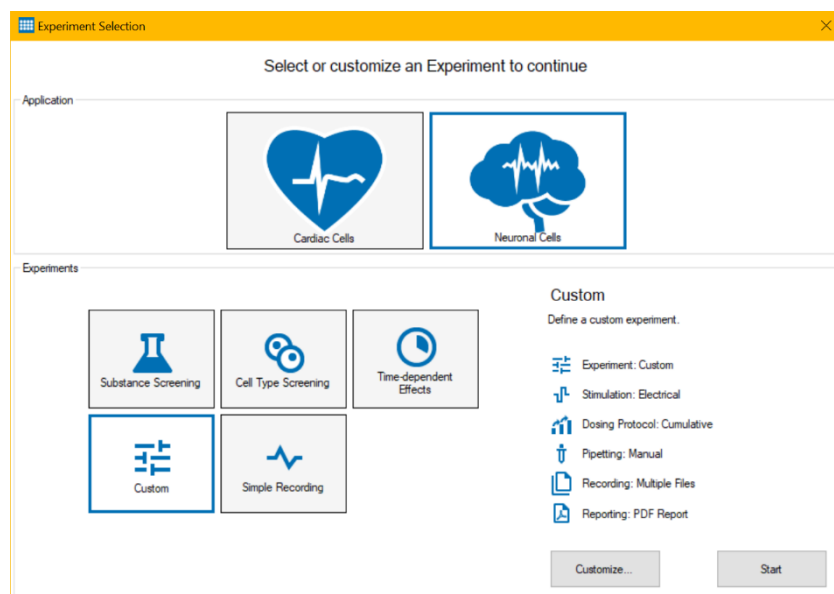 Experiment Selection
Select or customize an Experiment to continue
Application
Cardiac Cells
Neuronal Cells
Experiments
Substance Screening
Cell Type Screening
Time-dependent
Effects
Custom
Simple Recording
Custom
Define a custom experiment.
Experiment: Custom
Stimulation: Electrical
Dosing Protocol: Cumulative
Pipetting: Manual
Recording: Multiple Files
Reporting: PDF Report
Customize...
Start